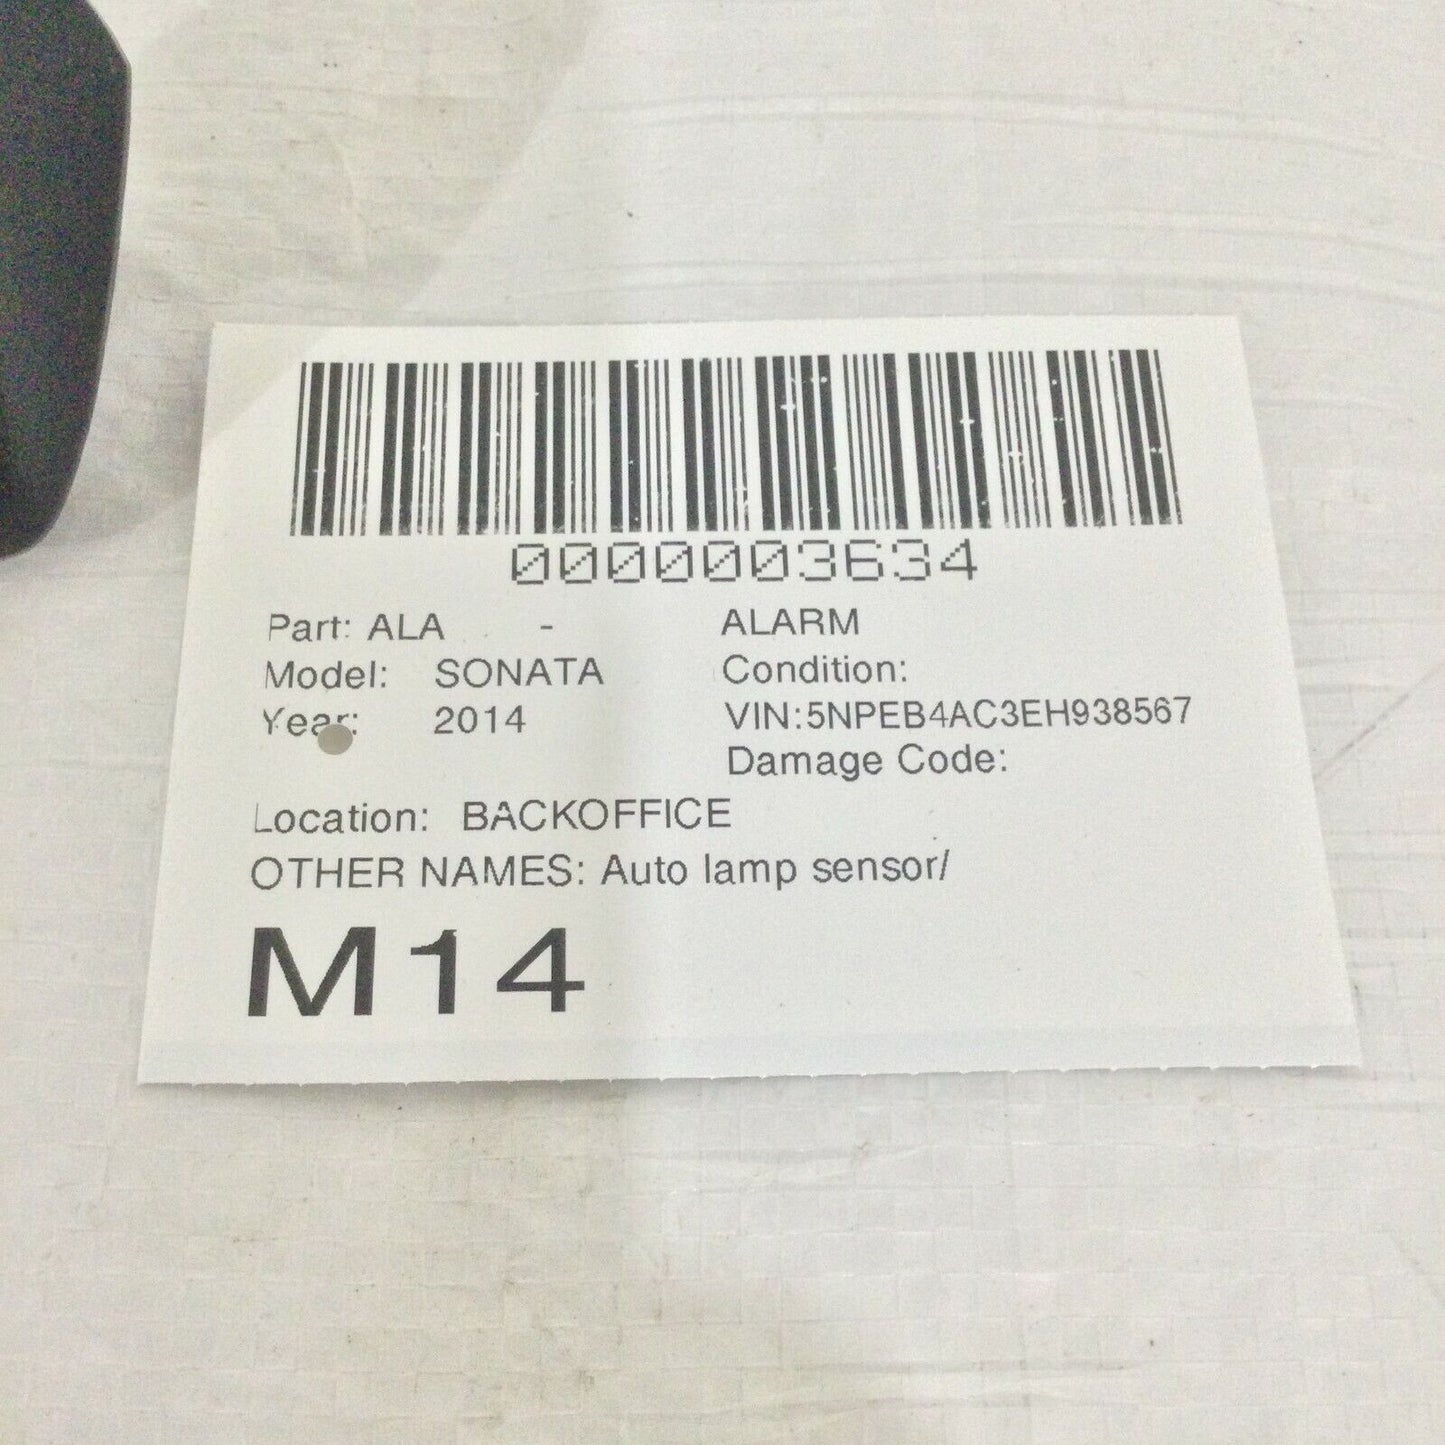 0000003634
Part: ALA - ALARM
Model: SONATA Condition:
Year: 2014 VIN:5NPEB4AC3EH938567
Damage Code:
Location: BACKOFFICE
OTHER NAMES: Auto lamp sensor/
M14